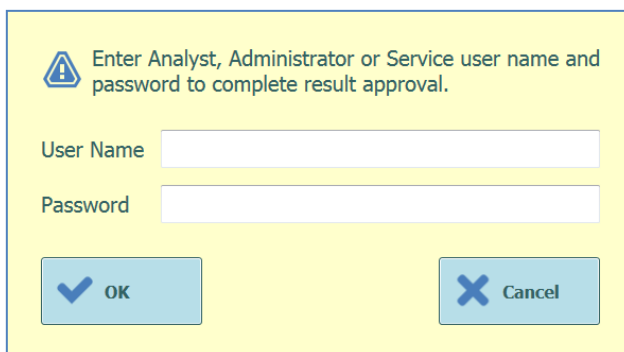 Enter Analyst, Administrator or Service user name and
password to complete result approval.
User Name
Password
OK
Cancel